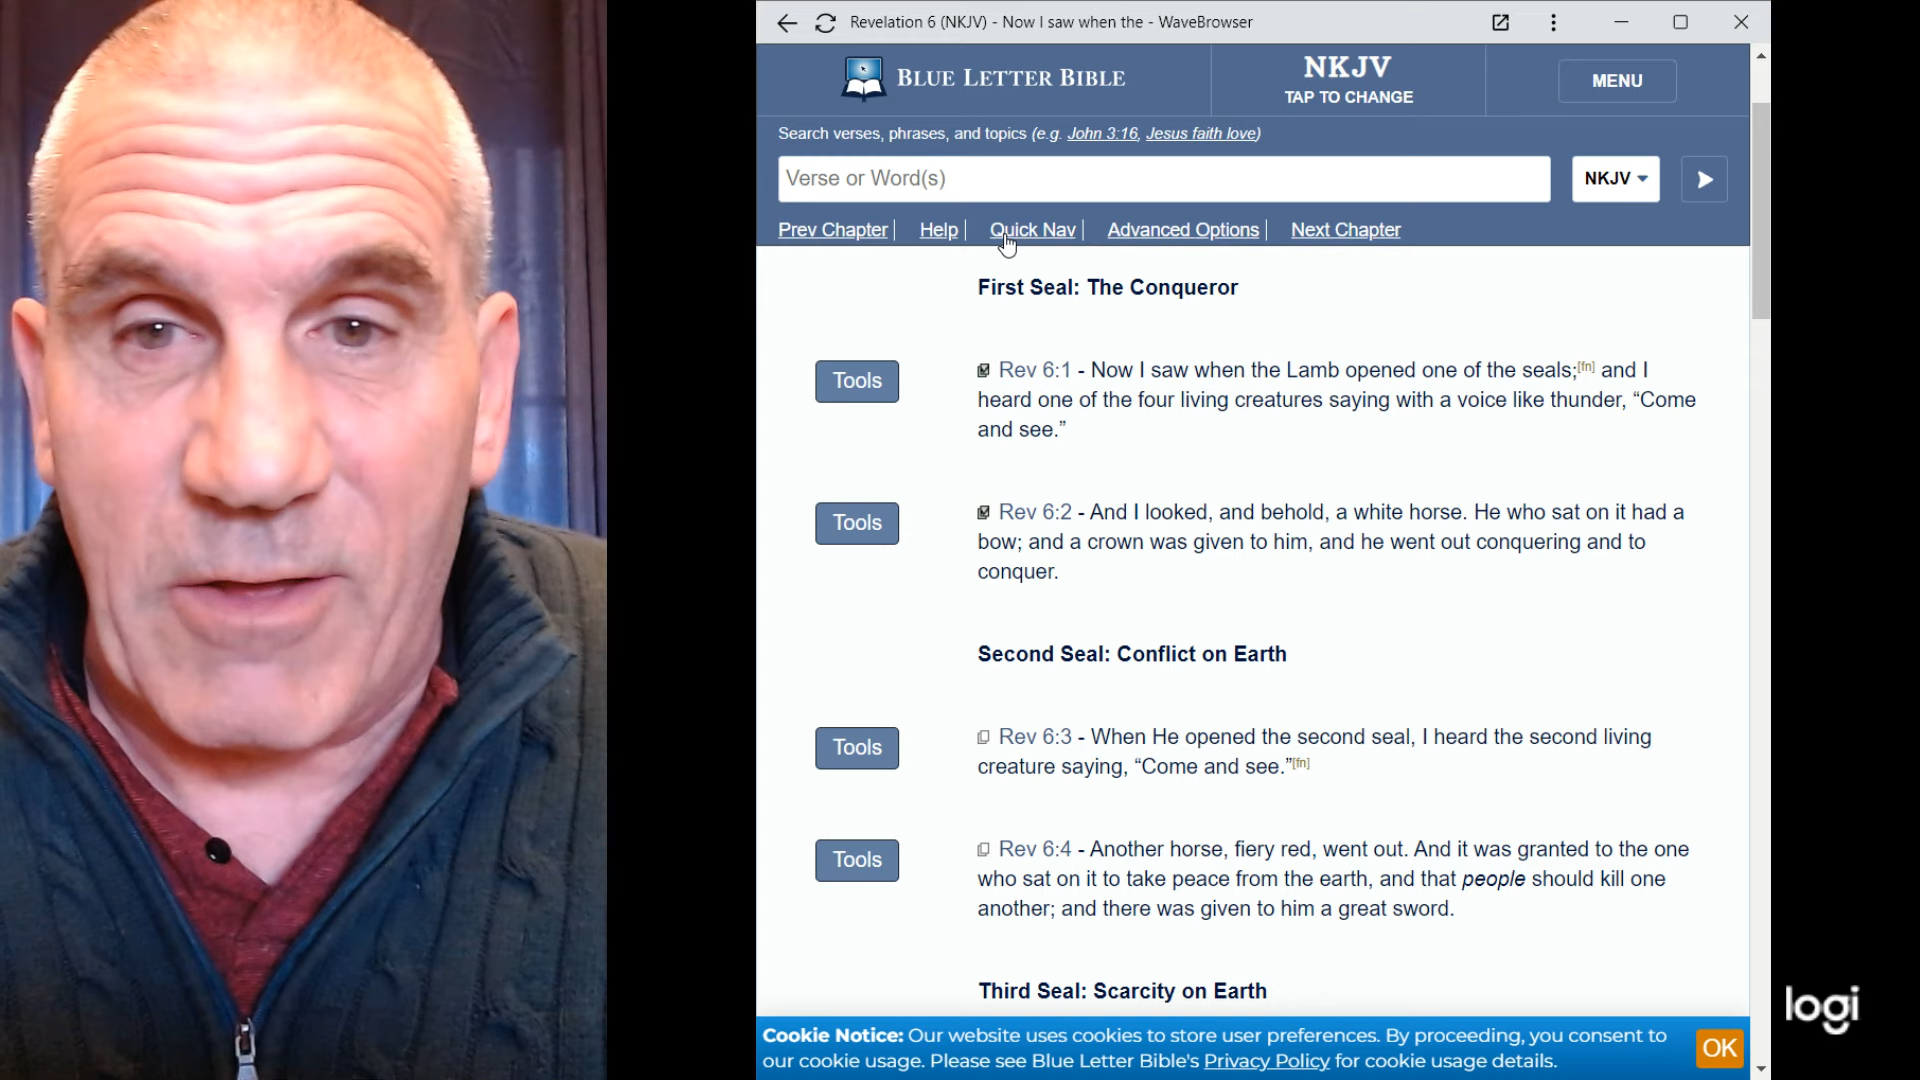 Revelation 6 (NKJV) - Now I saw when the - WaveBrowser
BLUE LETTER BIBLE
NKJV
TAP TO CHANGE
MENU
Search verses, phrases, and topics (e.g. John 3:16, Jesus faith love)
Verse or Word(s)
NKJV
Prev Chapter | Help | Quick Nav | Advanced Options | Next Chapter
First Seal: The Conqueror
Tools
Rev 6:1 - Now I saw when the Lamb opened one of the seals;[fn] and I
heard one of the four living creatures saying with a voice like thunder, “Come
and see.”
Tools
Rev 6:2 - And I looked, and behold, a white horse. He who sat on it had a
bow; and a crown was given to him, and he went out conquering and to
conquer.
Second Seal: Conflict on Earth
Tools
Rev 6:3 - When He opened the second seal, I heard the second living
creature saying, “Come and see.”[fn]
Tools
Rev 6:4 - Another horse, fiery red, went out. And it was granted to the one
who sat on it to take peace from the earth, and that people should kill one
another; and there was given to him a great sword.
Third Seal: Scarcity on Earth
Cookie Notice: Our website uses cookies to store user preferences. By proceeding, you consent to
our cookie usage. Please see Blue Letter Bible's Privacy Policy for cookie usage details.
OK
logi